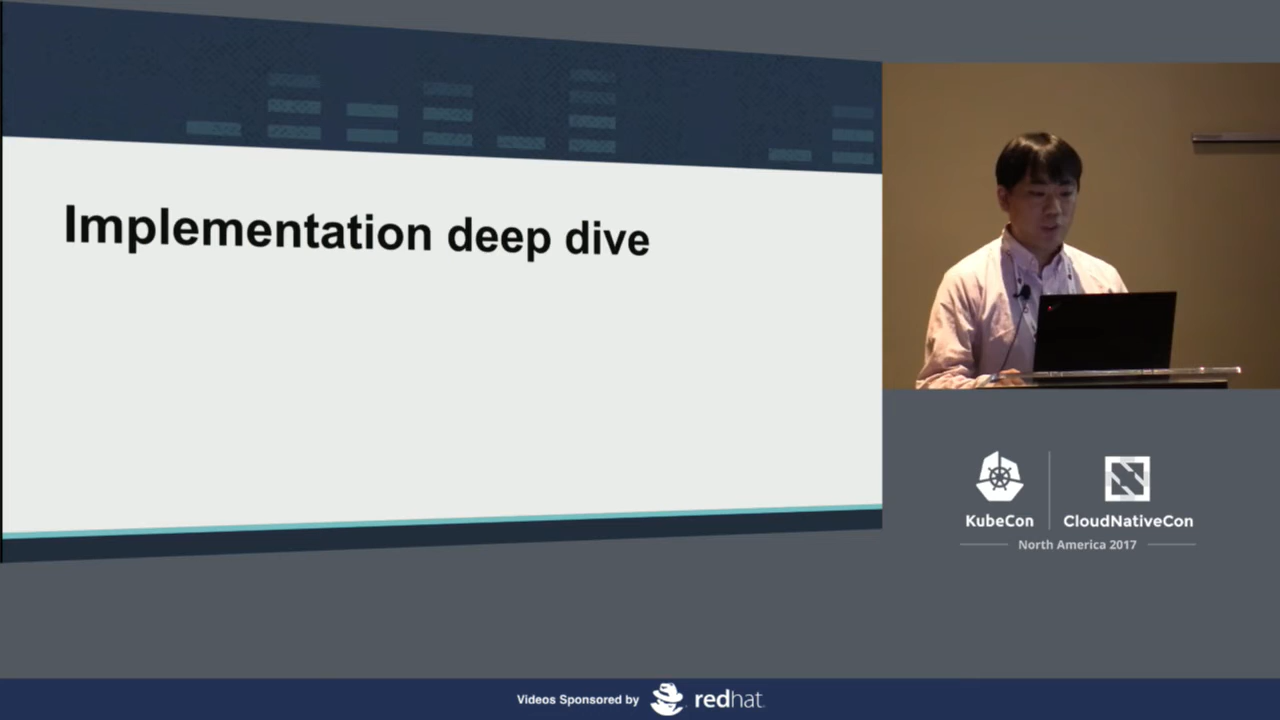 Implementation deep dive
KubeCon
CloudNativeCon
North America 2017
Videos Sponsored by
redhat.